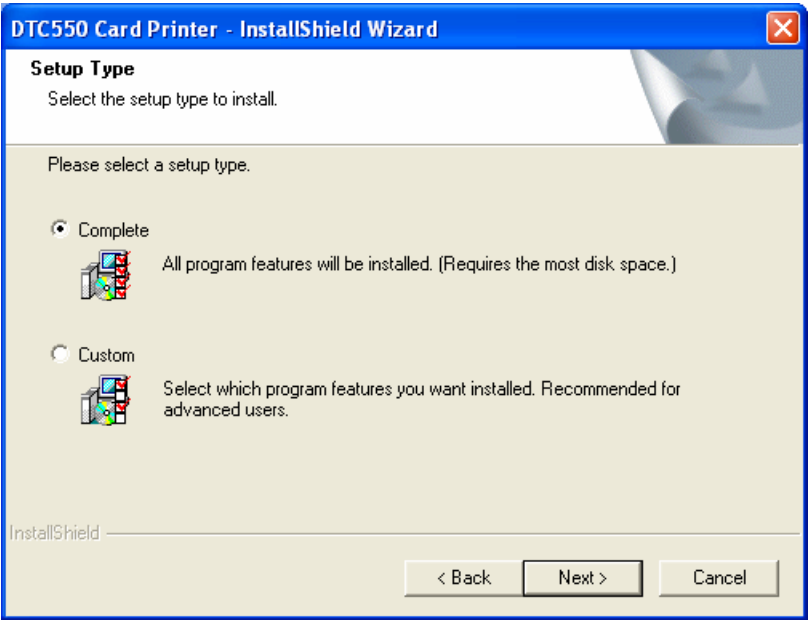 DTC550 Card Printer - InstallShield Wizard
Setup Type
Select the setup type to install.
Please select a setup type.
Complete
All program features will be installed. (Requires the most disk space.)
Custom
Select which program features you want installed. Recommended for
advanced users.
InstallShield
< Back
Next >
Cancel